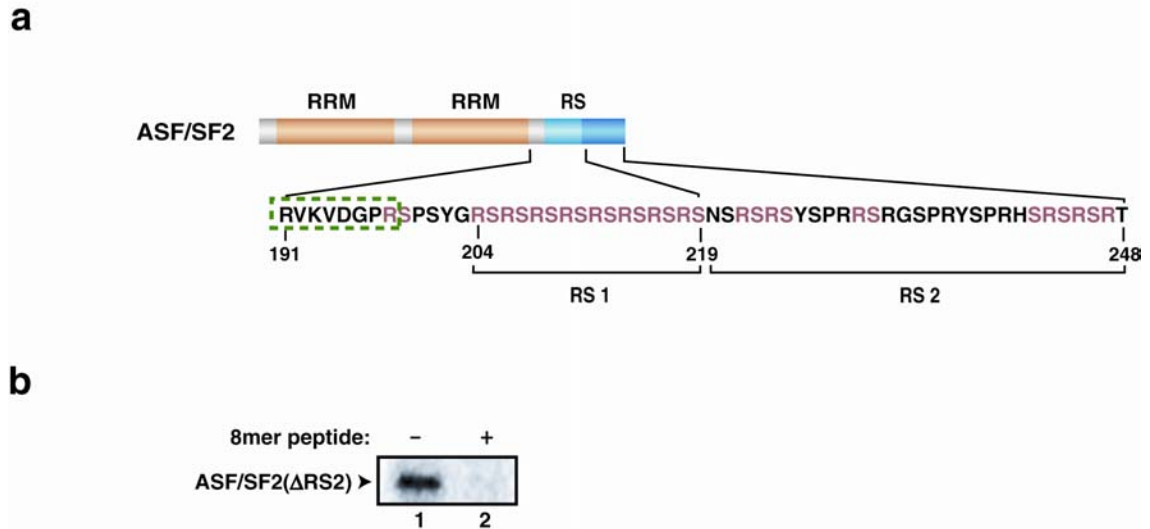 a
RRM RRM RS
ASF/SF2
RVKVDGPRSPSYGRSRSRSRSRSRSRSRSNSRSRSYSPRRSRGSPRYSPRHSRSRSRT
191 204 219 248
RS 1 RS 2
b
8mer peptide: – +
ASF/SF2(ΔRS2)
1 2